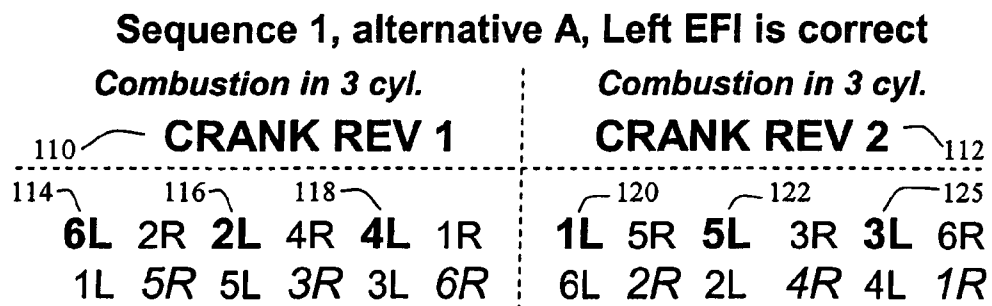 Sequence 1, alternative A, Left EFI is correct
Combustion in 3 cyl. Combustion in 3 cyl.
110 CRANK REV 1 CRANK REV 2 112
114 116 118 120 122 125
6L 2R 2L 4R 4L 1R 1L 5R 5L 3R 3L 6R
1L 5R 5L 3R 3L 6R 6L 2R 2L 4R 4L 1R